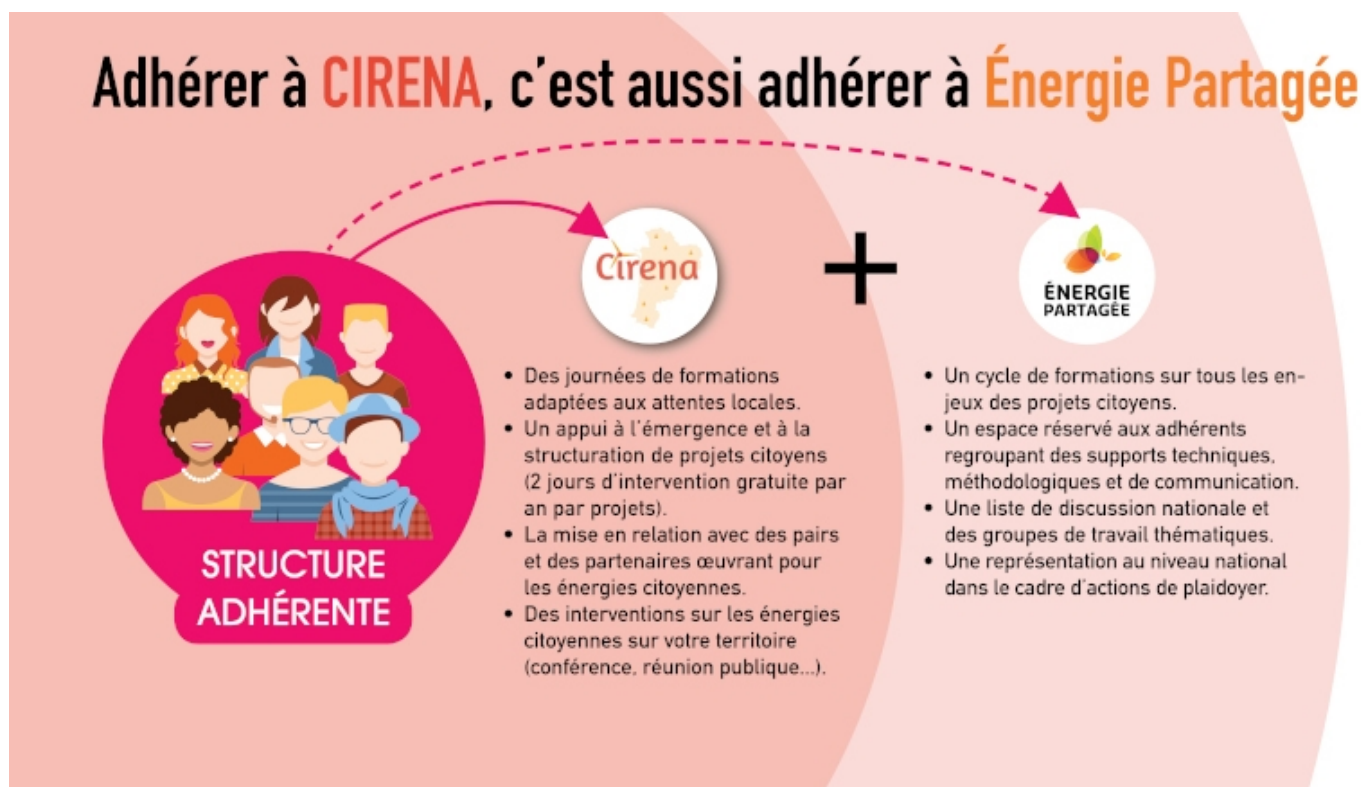 Adhérer à CIRENA, c'est aussi adhérer à Énergie Partagée
Cirena
+
ÉNERGIE
PARTAGÉE
STRUCTURE
ADHÉRENTE
• Des journées de formations
adaptées aux attentes locales.
• Un appui à l'émergence et à la
structuration de projets citoyens
(2 jours d'intervention gratuite par
an par projets).
• La mise en relation avec des pairs
et des partenaires œuvrant pour
les énergies citoyennes.
• Des interventions sur les énergies
citoyennes sur votre territoire
(conférence, réunion publique...).
• Un cycle de formations sur tous les en-
jeux des projets citoyens.
• Un espace réservé aux adhérents
regroupant des supports techniques,
méthodologiques et de communication.
• Une liste de discussion nationale et
des groupes de travail thématiques.
• Une représentation au niveau national
dans le cadre d'actions de plaidoyer.